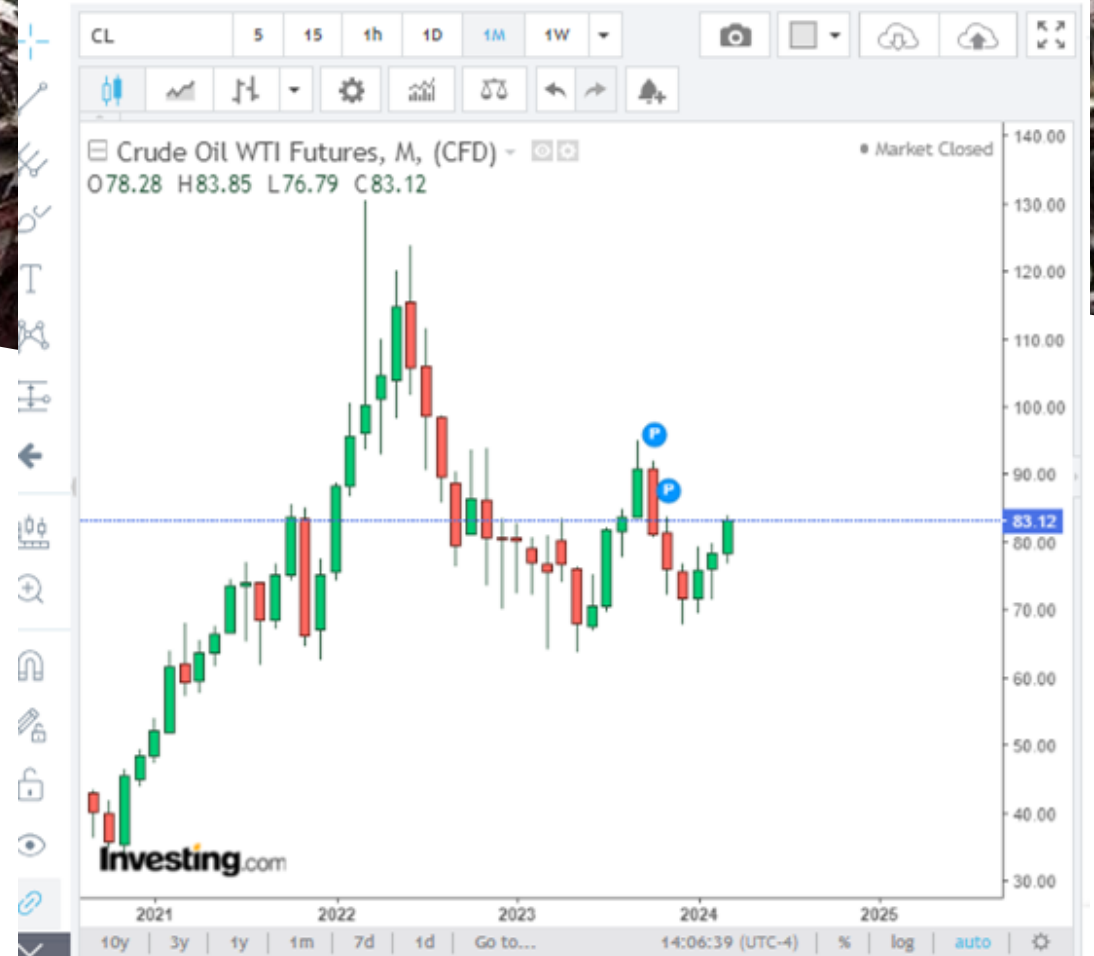 CL 5 15 1h 1D 1M 1W
Crude Oil WTI Futures, M, (CFD)
Market Closed
O78.28 H83.85 L76.79 C83.12
140.00
130.00
120.00
110.00
100.00
P
90.00
P
83.12
80.00
70.00
60.00
50.00
40.00
Investing.com
30.00
2021 2022 2023 2024 2025
10y 3y 1y 1m 7d 1d Go to... 14:06:39 (UTC-4) % log auto